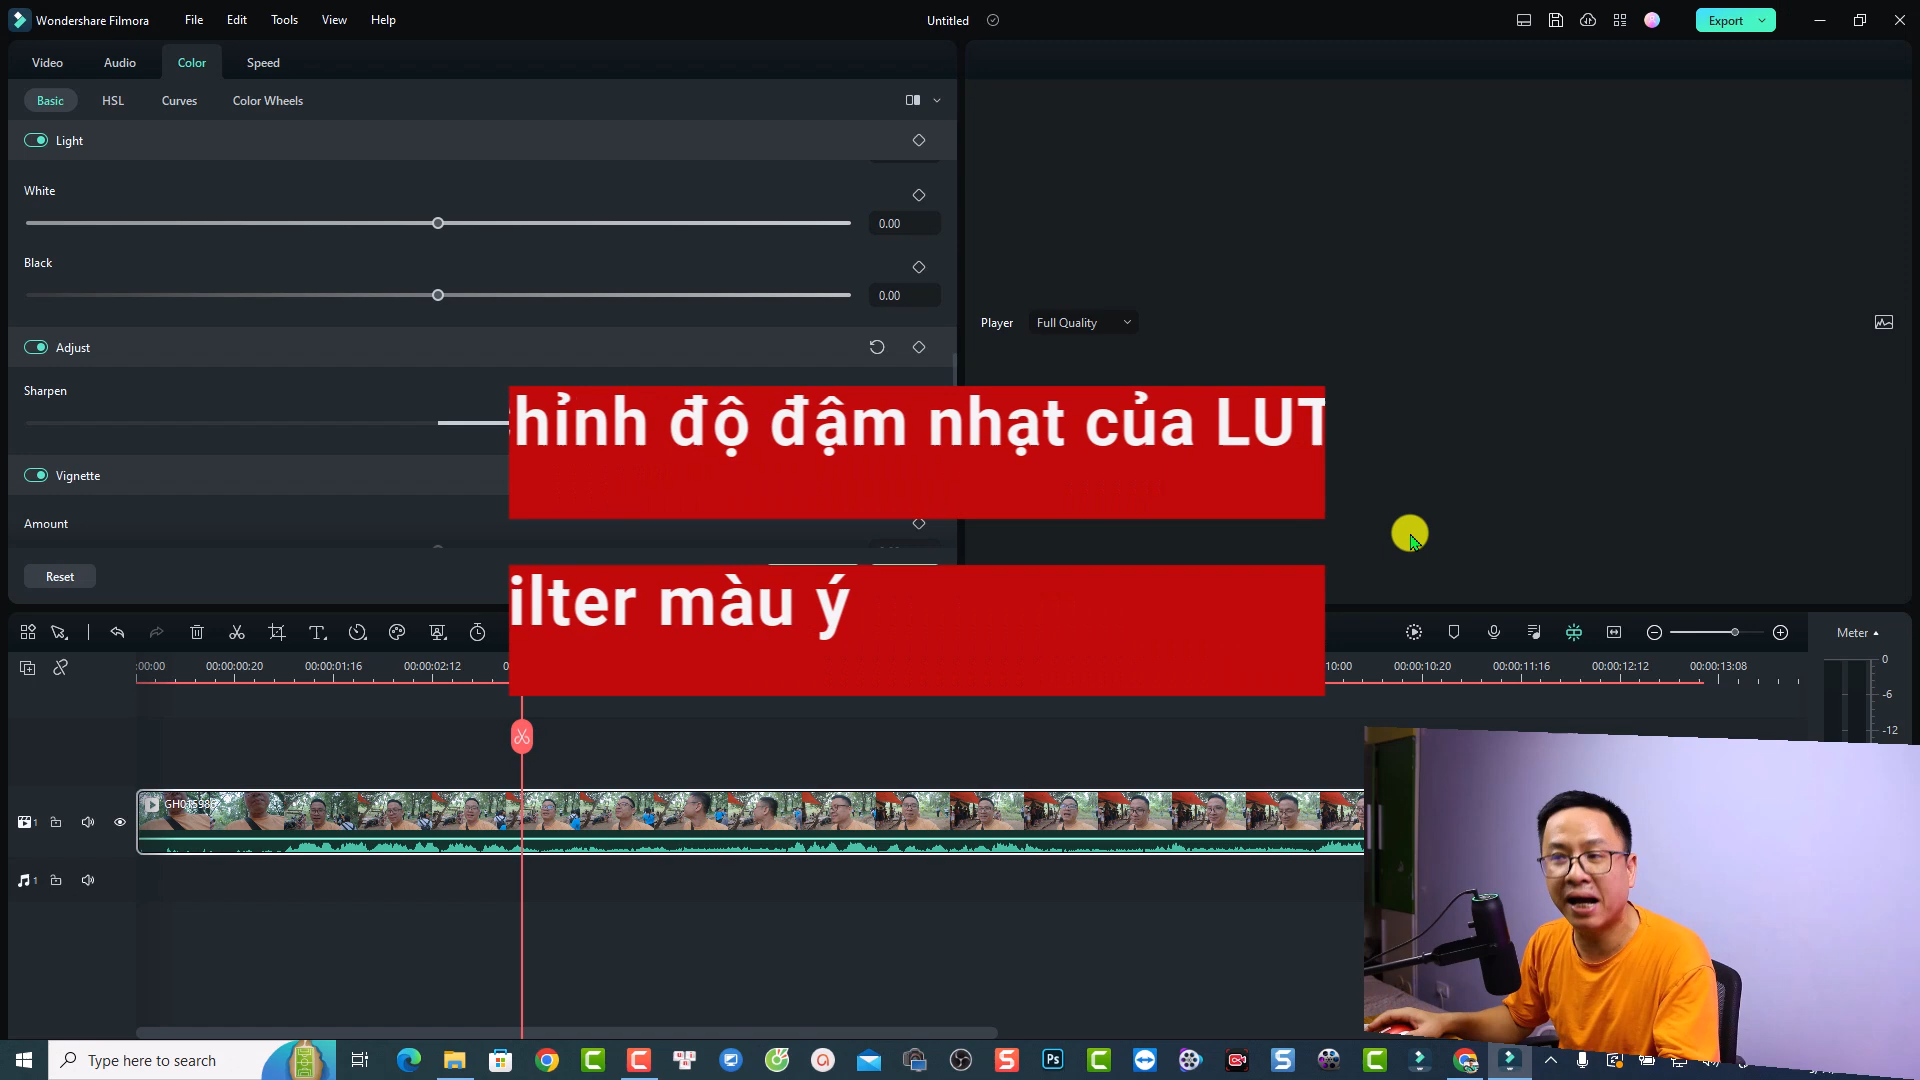 Wondershare Filmora File Edit Tools View Help Untitled Export
Video Audio Color Speed
Basic HSL Curves Color Wheels
Light
White
0.00
Black
0.00
Player Full Quality
Adjust
Sharpen
hỉnh độ đậm nhạt của LUT
Vignette
Amount
Reset
ilter màu ý
Meter
:00:00 00:00:00:20 00:00:01:16 00:00:02:12 10:00 00:00:10:20 00:00:11:16 00:00:12:12 00:00:13:08
0
-6
-12
1
1
Type here to search
Ps